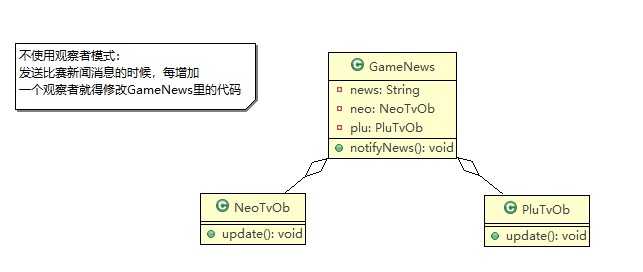 不使用观察者模式：
发送比赛新闻消息的时候，每增加
一个观察者就得修改GameNews里的代码
C GameNews
news: String
neo: NeoTvOb
plu: PluTvOb
notifyNews(): void
C NeoTvOb
update(): void
C PluTvOb
update(): void